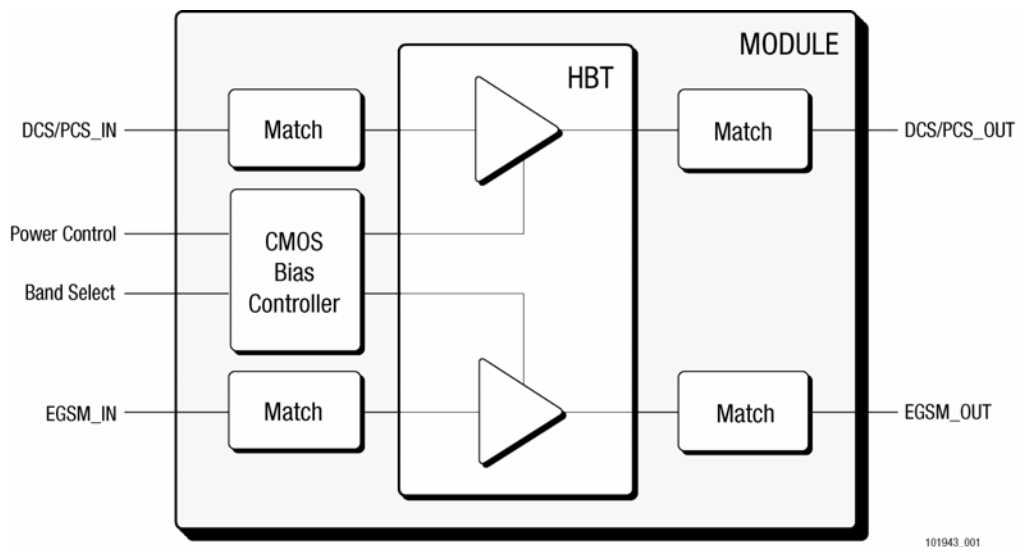 MODULE
HBT
DCS/PCS_IN
Match
Match
DCS/PCS_OUT
Power Control
Band Select
CMOS
Bias
Controller
EGSM_IN
Match
Match
EGSM_OUT
101943_001